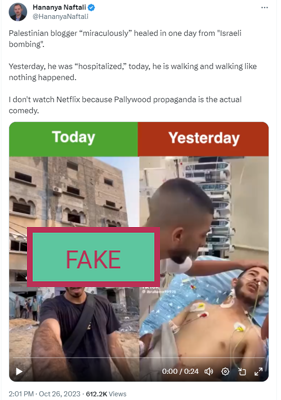 Hananya Naftali
@HananyaNaftali
Palestinian blogger “miraculously” healed in one day from "Israeli
bombing".
Yesterday, he was “hospitalized,” today, he is walking and walking like
nothing happened.
I don't watch Netflix because Pallywood propaganda is the actual
comedy.
Today
Yesterday
FAKE
0:00 / 0:24
2:01 PM · Oct 26, 2023 · 612.2K Views